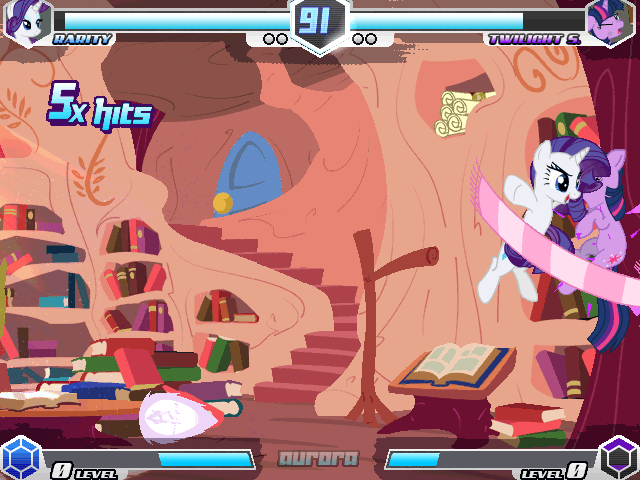 91
RARITY
TWILIGHT S.
5x hits
0 LEVEL
aurora
LEVEL 0